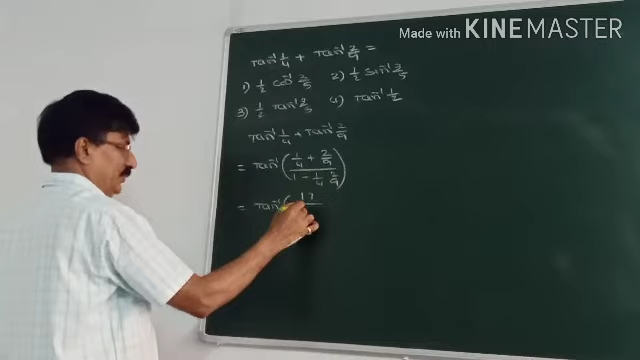 Made with KINEMASTER
Tan⁻¹ 1/4 + Tan⁻¹ 2/9 =
1) 1/2 cos⁻¹ 3/5 2) 1/2 sin⁻¹ 3/5
3) 1/2 Tan⁻¹ 3/5 4) Tan⁻¹ 1/2
Tan⁻¹ 1/4 + Tan⁻¹ 2/9
= Tan⁻¹ ( (1/4 + 2/9) / (1 - 1/4 2/9) )
= Tan⁻¹ ( 17